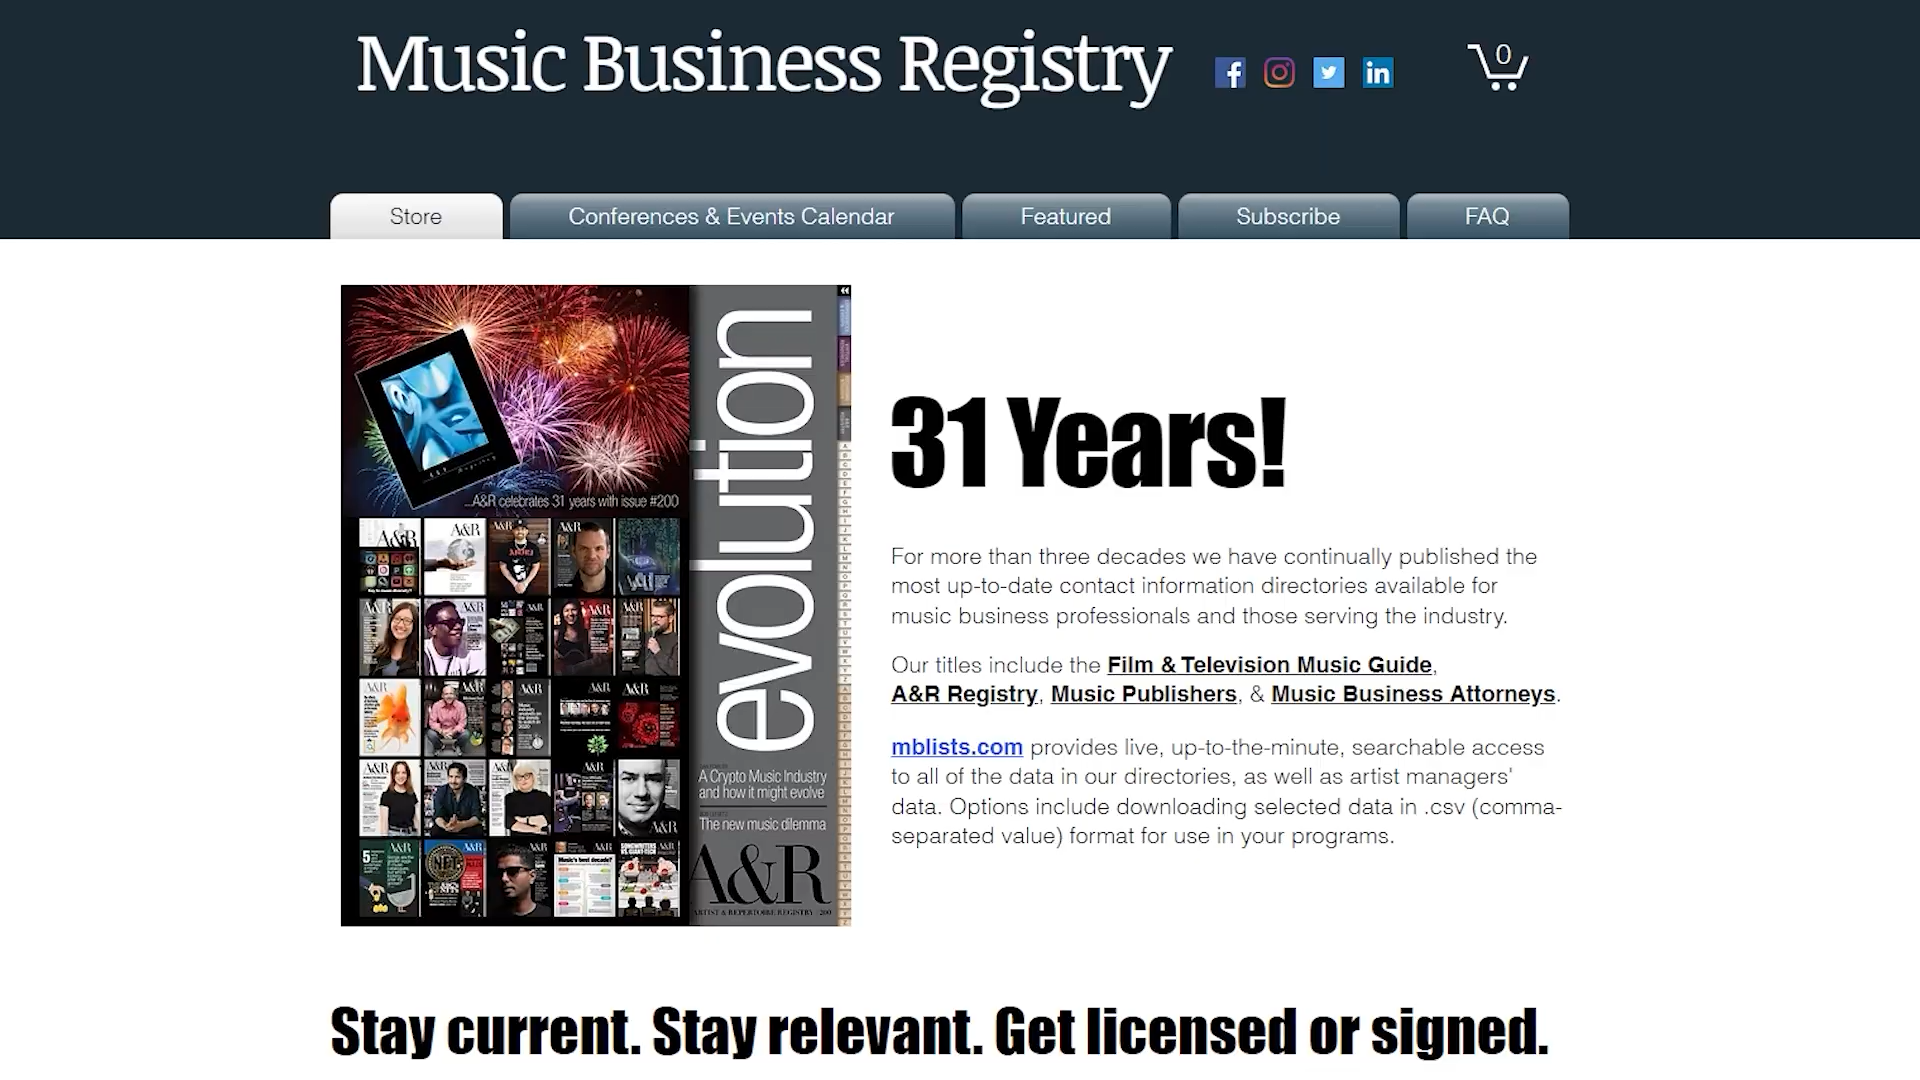 Music Business Registry
0
Store
Conferences & Events Calendar
Featured
Subscribe
FAQ
...A&R celebrates 31 years with issue #200
evolution
A Crypto Music Industry
and how it might evolve
The new music dilemma
A&R
ARTIST & REPERTOIRE REGISTRY 200
31 Years!
For more than three decades we have continually published the
most up-to-date contact information directories available for
music business professionals and those serving the industry.
Our titles include the Film & Television Music Guide,
A&R Registry, Music Publishers, & Music Business Attorneys.
mblists.com provides live, up-to-the-minute, searchable access
to all of the data in our directories, as well as artist managers'
data. Options include downloading selected data in .csv (comma-
separated value) format for use in your programs.
Stay current. Stay relevant. Get licensed or signed.